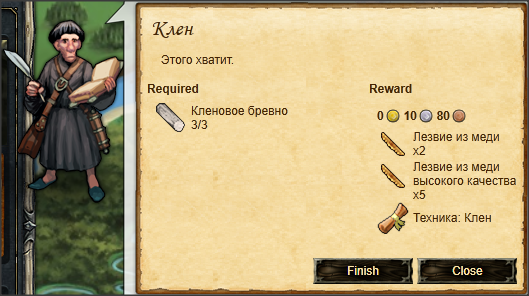 Клен
Этого хватит.
Required
Кленовое бревно
3/3
Reward
0 10 80
Лезвие из меди
x2
Лезвие из меди
высокого качества
x5
Техника: Клен
Finish Close